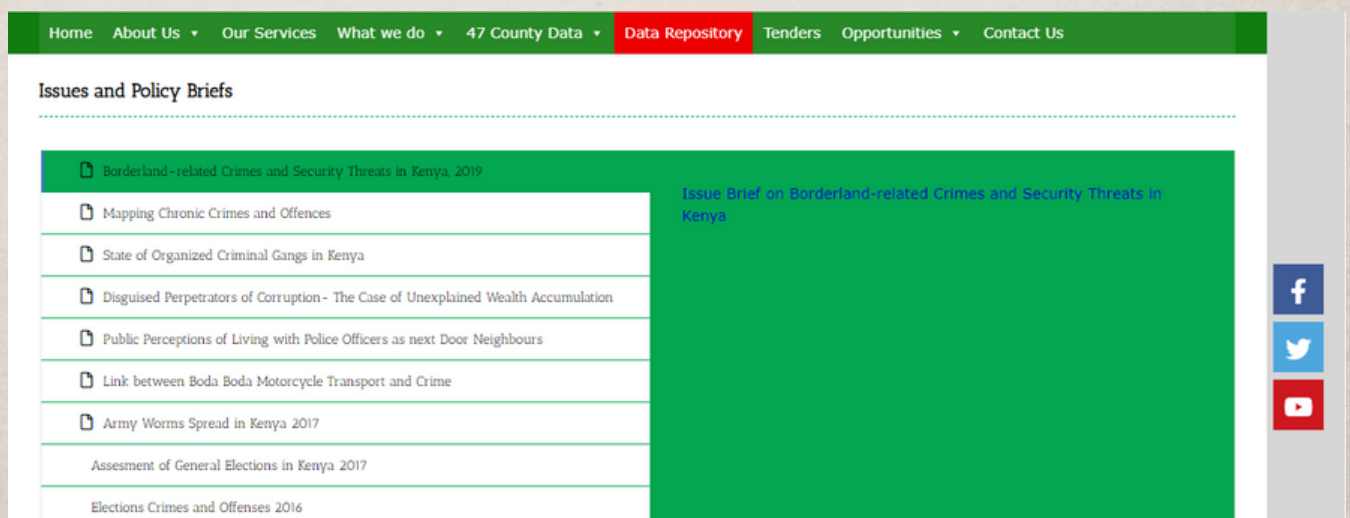 Home About Us Our Services What we do 47 County Data Data Repository Tenders Opportunities Contact Us
Issues and Policy Briefs
Borderland-related Crimes and Security Threats in Kenya, 2019
Mapping Chronic Crimes and Offences
State of Organized Criminal Gangs in Kenya
Disguised Perpetrators of Corruption- The Case of Unexplained Wealth Accumulation
Public Perceptions of Living with Police Officers as next Door Neighbours
Link between Boda Boda Motorcycle Transport and Crime
Army Worms Spread in Kenya 2017
Assesment of General Elections in Kenya 2017
Elections Crimes and Offenses 2016
Issue Brief on Borderland-related Crimes and Security Threats in
Kenya